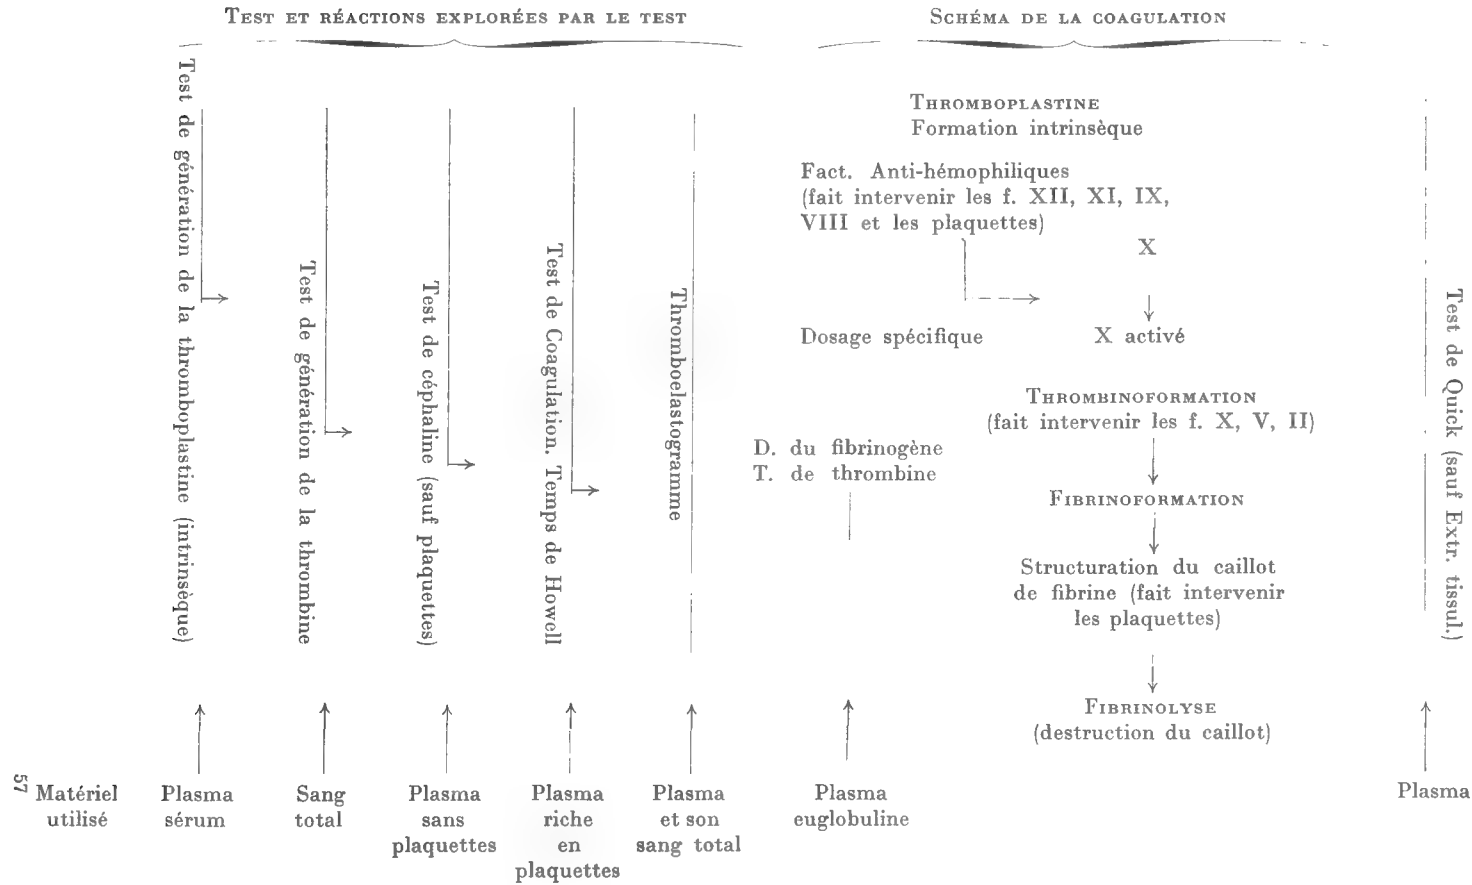 TEST ET RÉACTIONS EXPLORÉES PAR LE TEST
SCHÉMA DE LA COAGULATION
Test de génération de la thromboplastine (intrinsèque)
Test de génération de la thrombine
Test de céphaline (sauf plaquettes)
Test de Coagulation. Temps de Howell
Thromboelastogramme
THROMBOPLASTINE
Formation intrinsèque
Fact. Anti-hémophiliques
(fait intervenir les f. XII, XI, IX,
VIII et les plaquettes)
X
Dosage spécifique
X activé
THROMBINOFORMATION
(fait intervenir les f. X, V, II)
D. du fibrinogène
T. de thrombine
FIBRINOFORMATION
Structuration du caillot
de fibrine (fait intervenir
les plaquettes)
FIBRINOLYSE
(destruction du caillot)
Test de Quick (sauf Extr. tissul.)
57
Matériel
utilisé
Plasma
sérum
Sang
total
Plasma
sans
plaquettes
Plasma
riche
en
plaquettes
Plasma
et son
sang total
Plasma
euglobuline
Plasma